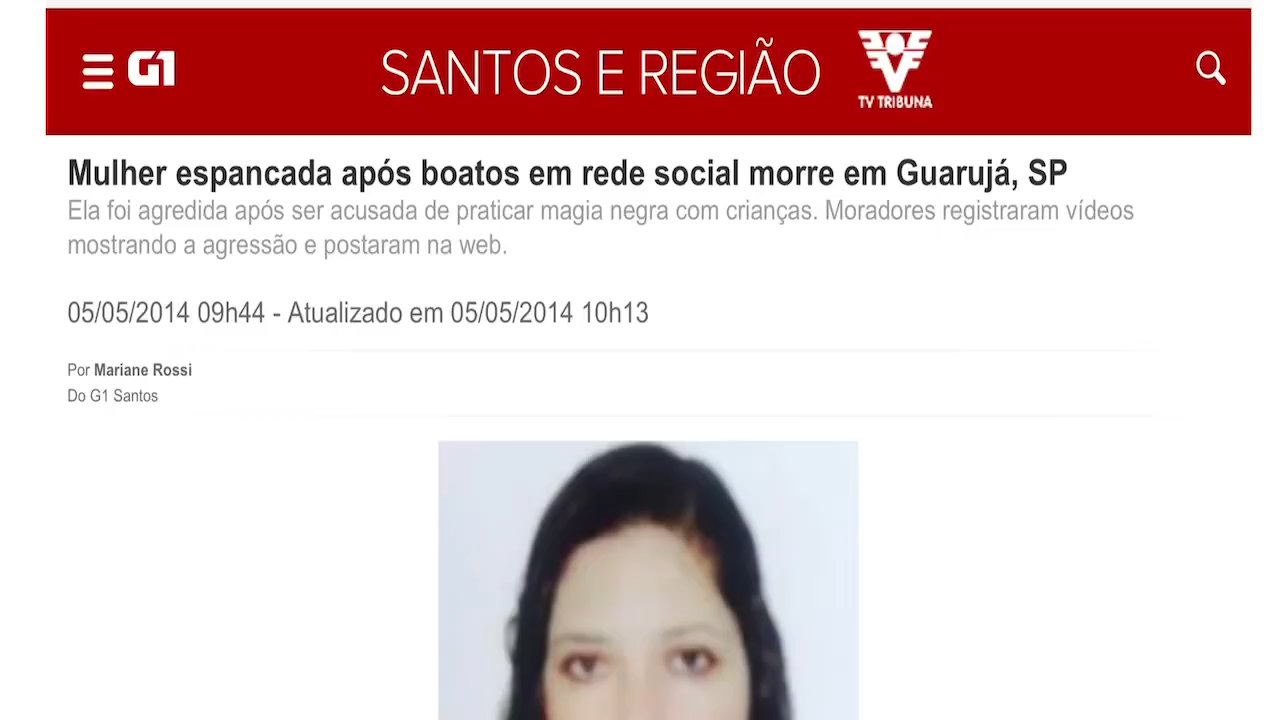 G1
SANTOS E REGIÃO
TV TRIBUNA
Mulher espancada após boatos em rede social morre em Guarujá, SP
Ela foi agredida após ser acusada de praticar magia negra com crianças. Moradores registraram vídeos
mostrando a agressão e postaram na web.
05/05/2014 09h44 - Atualizado em 05/05/2014 10h13
Por Mariane Rossi
Do G1 Santos